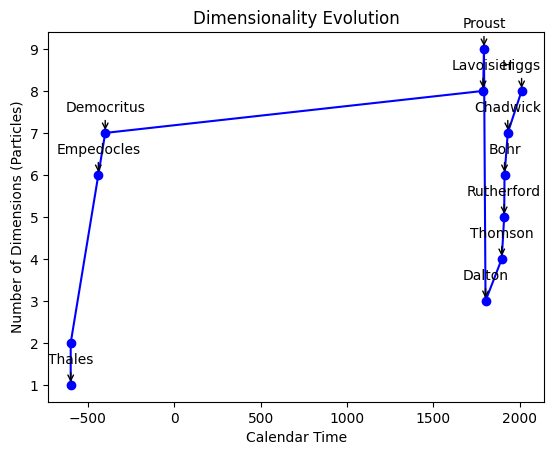 Dimensionality Evolution
Proust
Lavoisier
Higgs
Democritus
Chadwick
Empedocles
Bohr
Rutherford
Thomson
Dalton
Thales
Number of Dimensions (Particles)
9
8
7
6
5
4
3
2
1
−500
0
500
1000
1500
2000
Calendar Time